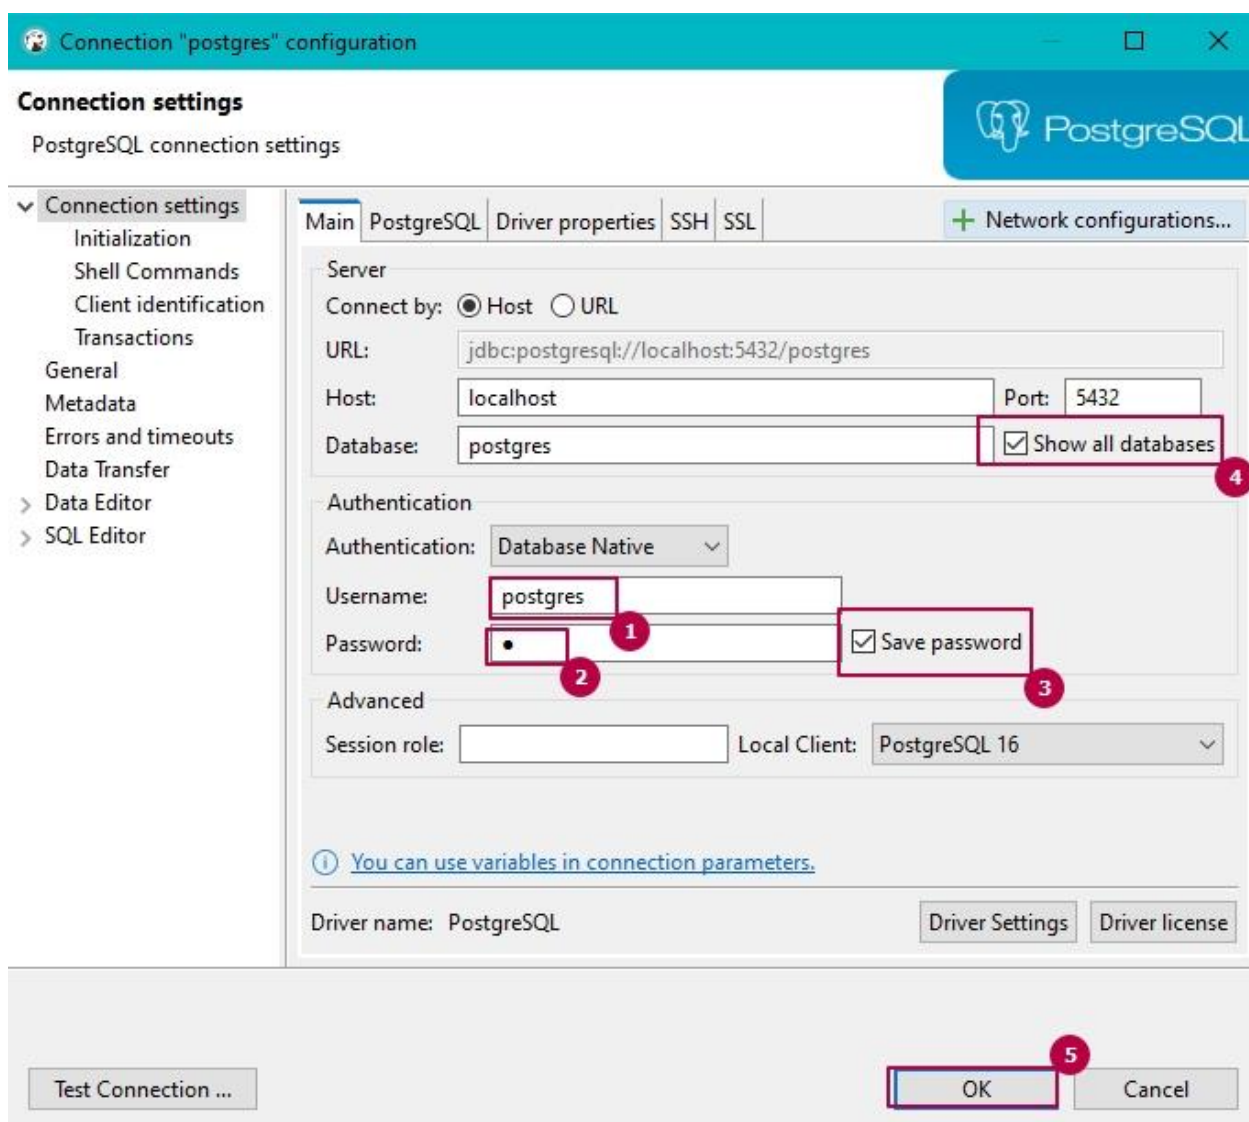 Connection "postgres" configuration
Connection settings
PostgreSQL connection settings
PostgreSQL
Connection settings
Initialization
Shell Commands
Client identification
Transactions
General
Metadata
Errors and timeouts
Data Transfer
Data Editor
SQL Editor
Main PostgreSQL Driver properties SSH SSL Network configurations...
Server
Connect by: Host URL
URL: jdbc:postgresql://localhost:5432/postgres
Host: localhost Port: 5432
Database: postgres Show all databases
4
Authentication
Authentication: Database Native
Username: postgres
1
Password: Save password
2
3
Advanced
Session role: Local Client: PostgreSQL 16
You can use variables in connection parameters.
Driver name: PostgreSQL Driver Settings Driver license
5
Test Connection ... OK Cancel